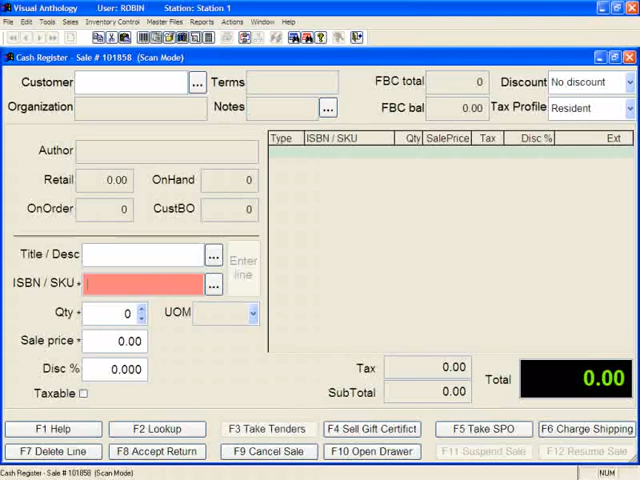 Visual Anthology User: ROBIN Station: Station 1
File Edit Tools Sales Inventory Control Master Files Reports Actions Window Help
Cash Register - Sale # 101858 (Scan Mode)
Customer ... Terms FBC total 0 Discount No discount
Organization Notes ... FBC bal 0.00 Tax Profile Resident
Type ISBN / SKU Qty SalePrice Tax Disc % Ext
Author
Retail 0.00 OnHand 0
OnOrder 0 CustBO 0
Title / Desc ... Enter line
ISBN / SKU * ...
Qty * 0 UOM
Sale price * 0.00
Disc % 0.000
Taxable
Tax 0.00
SubTotal 0.00
Total 0.00
F1 Help F2 Lookup F3 Take Tenders F4 Sell Gift Certifict F5 Take SPO F6 Charge Shipping
F7 Delete Line F8 Accept Return F9 Cancel Sale F10 Open Drawer F11 Suspend Sale F12 Resume Sale
Cash Register - Sale # 101858 (Scan Mode) NUM